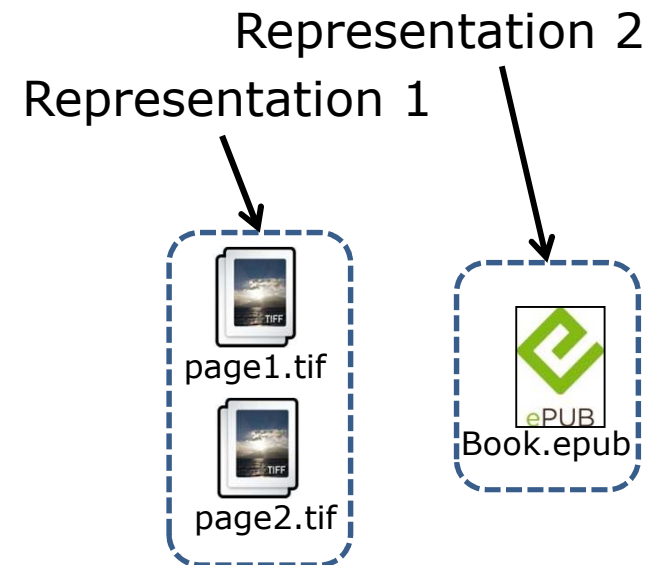 Representation 2
Representation 1
TIFF
page1.tif
TIFF
page2.tif
ePUB
Book.epub